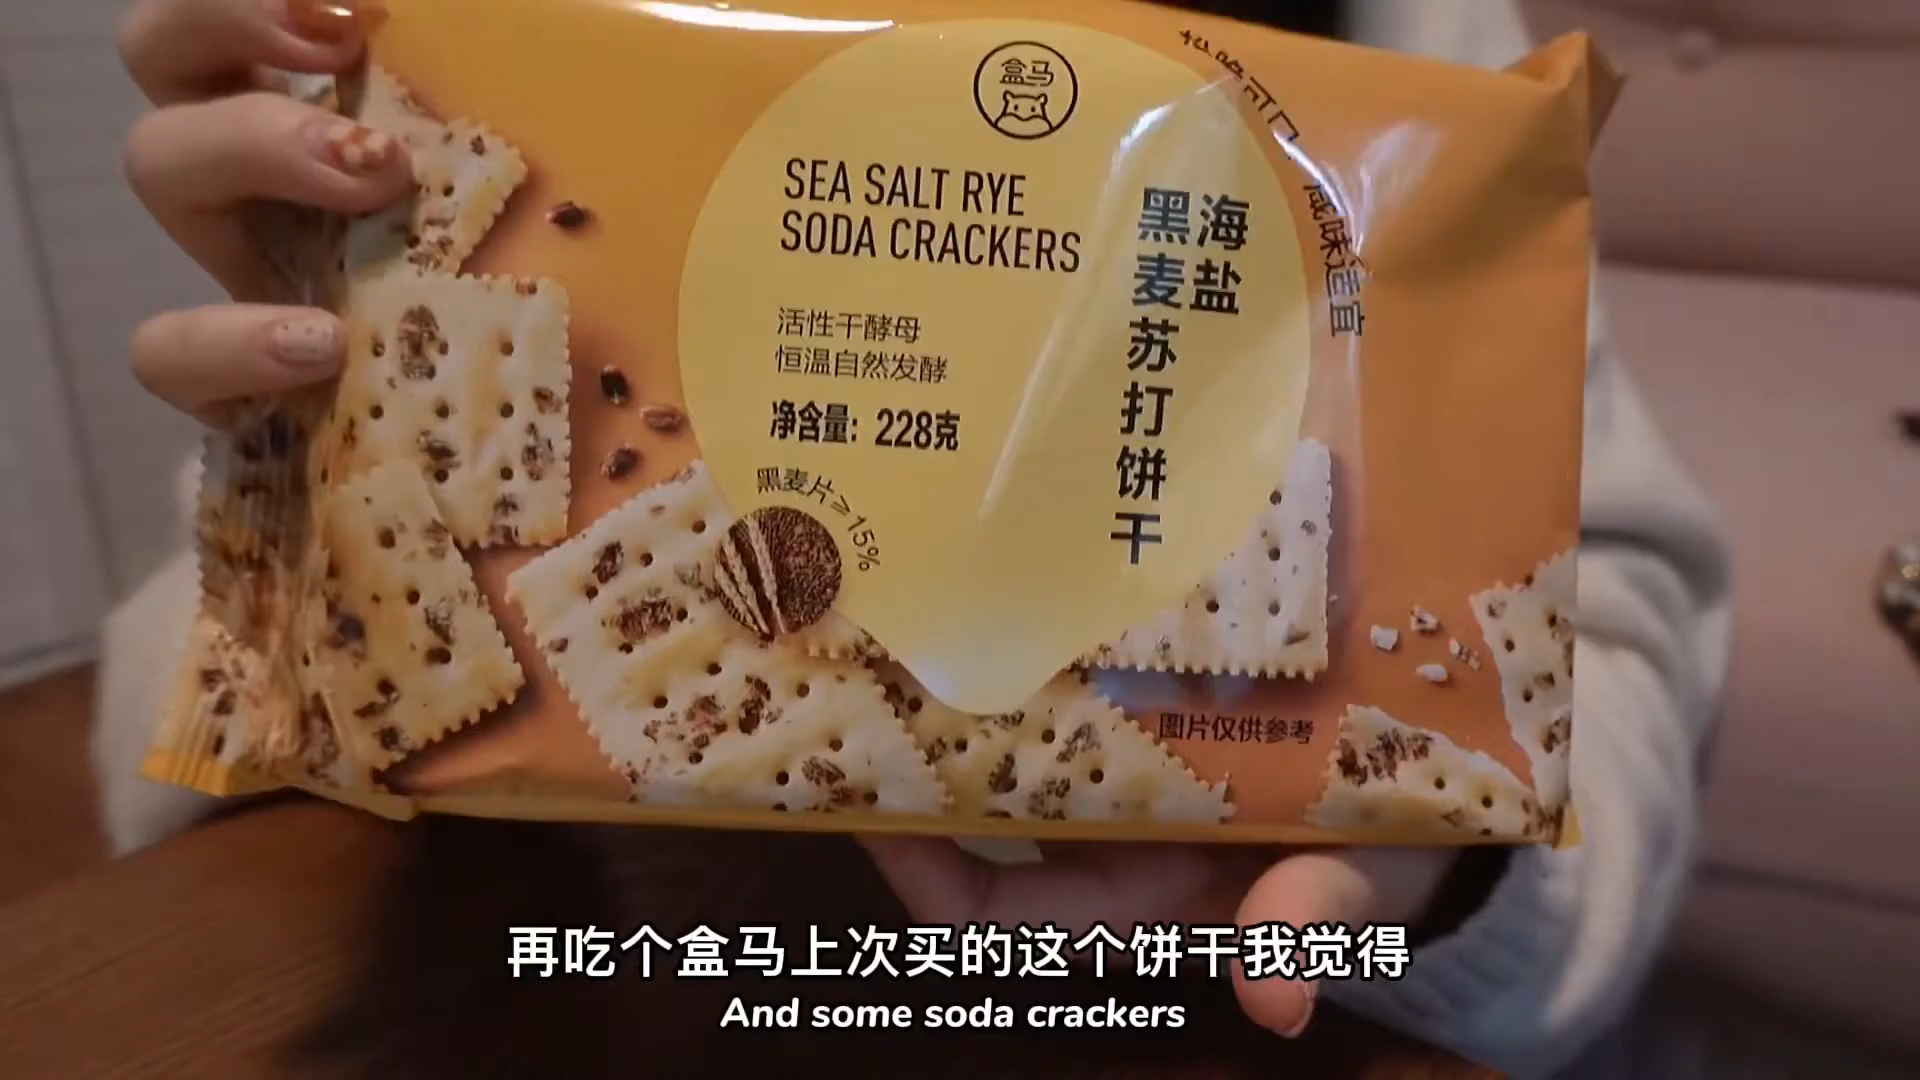 盒马
SEA SALT RYE
SODA CRACKERS
海盐
黑麦苏打饼干
活性干酵母
恒温自然发酵
净含量: 228克
黑麦片≥15%
可口 咸味适宜
图片仅供参考
再吃个盒马上次买的这个饼干我觉得
And some soda crackers